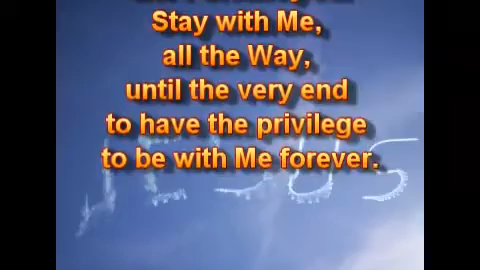 Stay with Me,
all the Way,
until the very end
to have the privilege
to be with Me forever.
JESUS